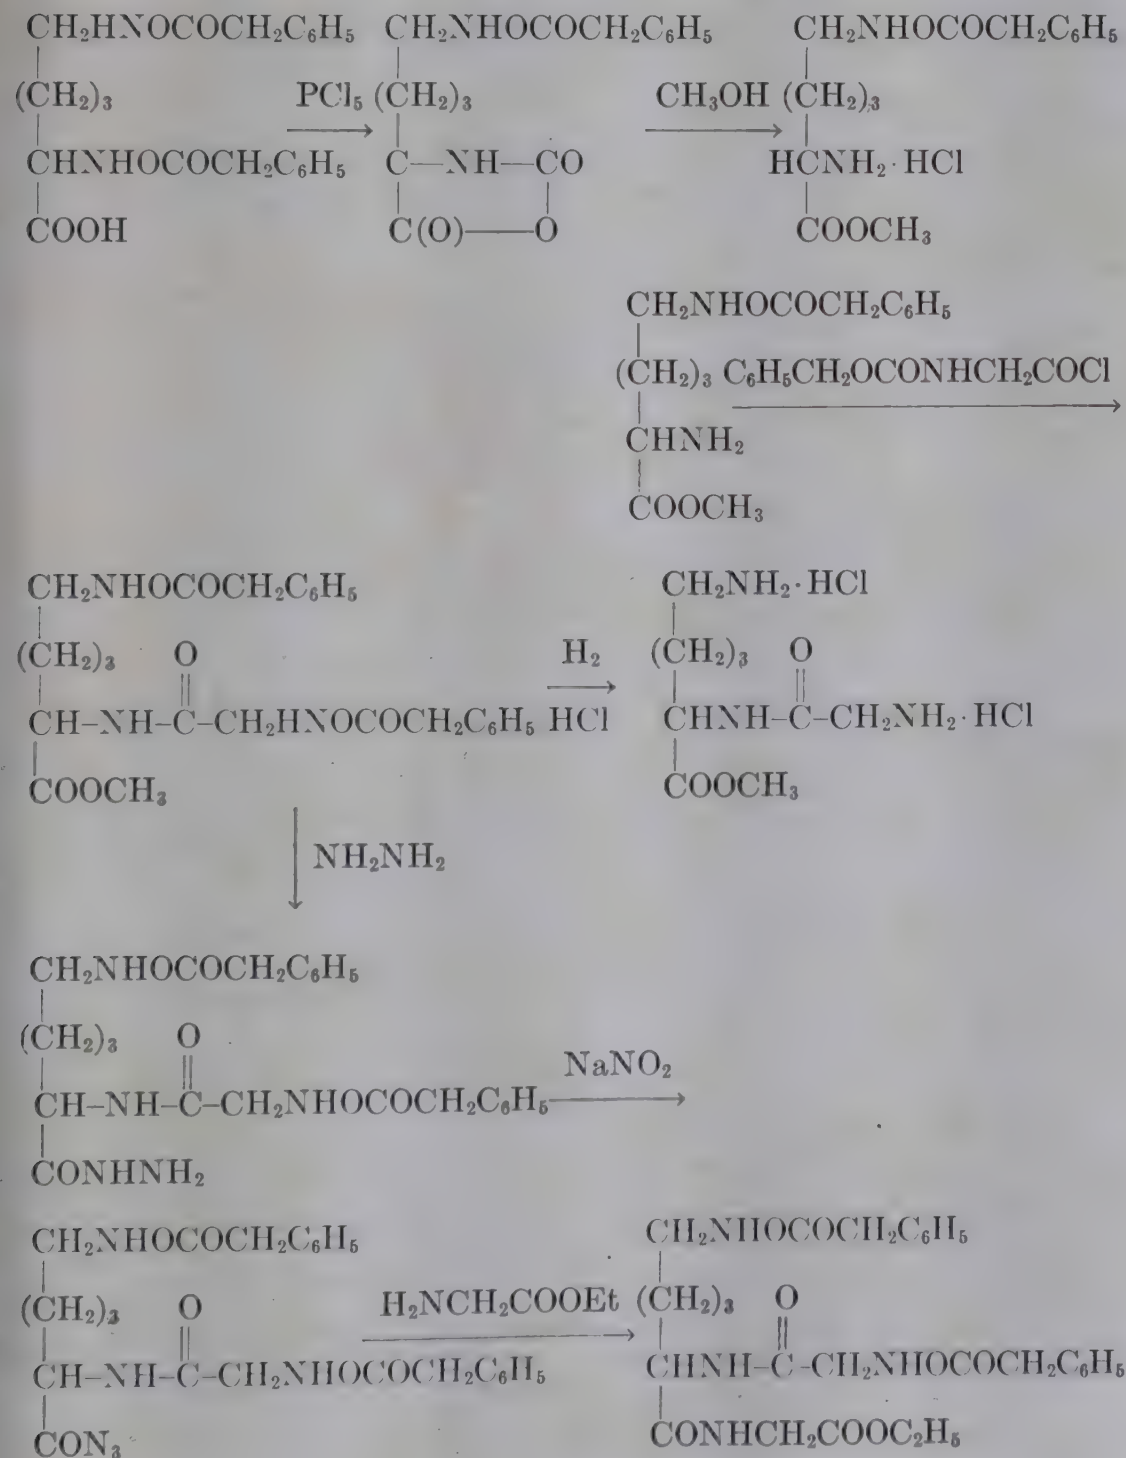 CH₂HNOCOCH₂C₆H₅ CH₂NHOCOCH₂C₆H₅ CH₂NHOCOCH₂C₆H₅
(CH₂)₃ PCl₅ (CH₂)₃ CH₃OH (CH₂)₃
CHNHOCOCH₂C₆H₅ C—NH—CO HCNH₂·HCl
COOH C(O)——O COOCH₃
CH₂NHOCOCH₂C₆H₅
(CH₂)₃ C₆H₅CH₂OCONHCH₂COCl
CHNH₂
COOCH₃
CH₂NHOCOCH₂C₆H₅ CH₂NH₂·HCl
(CH₂)₃ O H₂ (CH₂)₃ O
CH–NH–C–CH₂HNOCOCH₂C₆H₅ HCl CHNH–C–CH₂NH₂·HCl
COOCH₃ COOCH₃
NH₂NH₂
CH₂NHOCOCH₂C₆H₅
(CH₂)₃ O
NaNO₂
CH–NH–C–CH₂NHOCOCH₂C₆H₅
CONHNH₂
CH₂NHOCOCH₂C₆H₅ CH₂NHOCOCH₂C₆H₅
(CH₂)₃ O H₂NCH₂COOEt (CH₂)₃ O
CH–NH–C–CH₂NHOCOCH₂C₆H₅ CHNH–C–CH₂NHOCOCH₂C₆H₅
CON₃ CONHCH₂COOC₂H₅